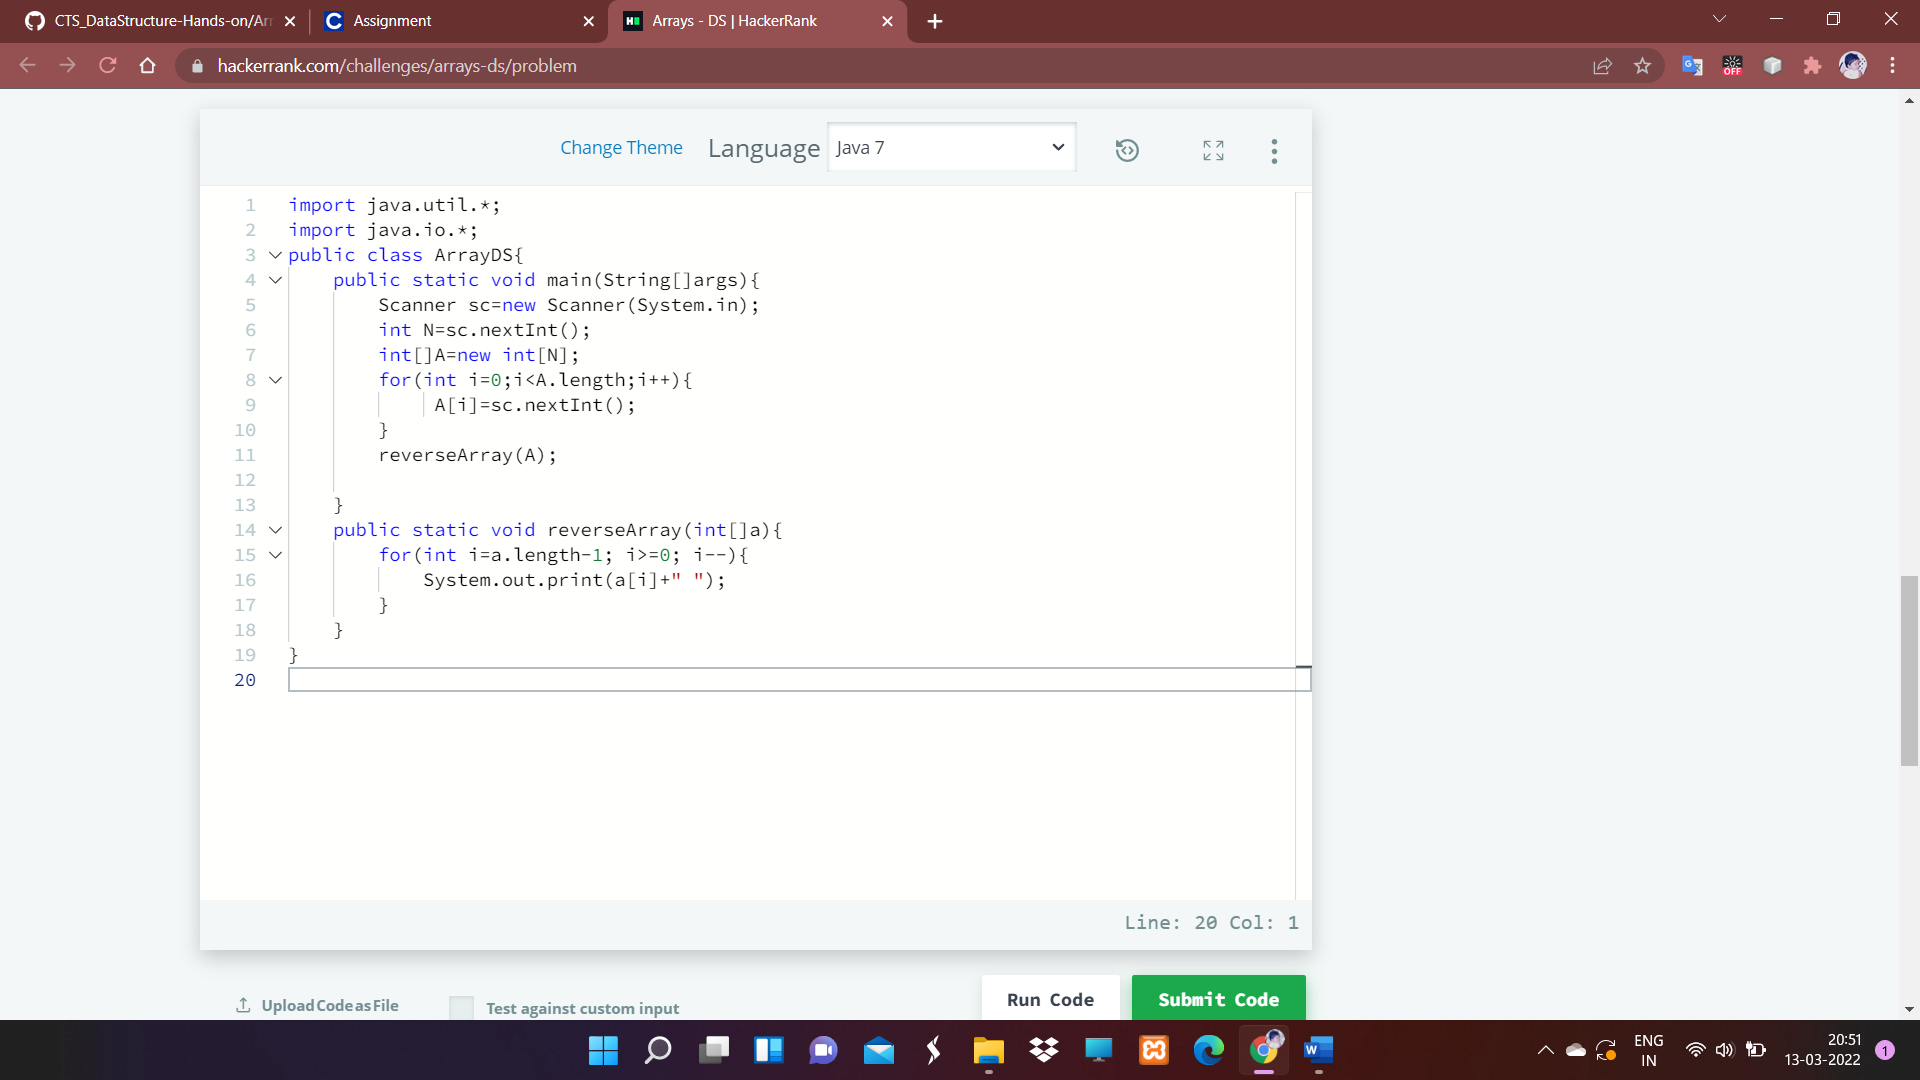 CTS_DataStructure-Hands-on/Arr
Assignment
Arrays - DS | HackerRank
hackerrank.com/challenges/arrays-ds/problem
OFF
Change Theme Language Java 7
1 import java.util.*;
2 import java.io.*;
3 public class ArrayDS{
4 public static void main(String[]args){
5 Scanner sc=new Scanner(System.in);
6 int N=sc.nextInt();
7 int[]A=new int[N];
8 for(int i=0;i<A.length;i++){
9 A[i]=sc.nextInt();
10 }
11 reverseArray(A);
12
13 }
14 public static void reverseArray(int[]a){
15 for(int i=a.length-1; i>=0; i--){
16 System.out.print(a[i]+" ");
17 }
18 }
19 }
20
Line: 20 Col: 1
Upload Code as File
Test against custom input
Run Code
Submit Code
ENG
IN
20:51
13-03-2022
1